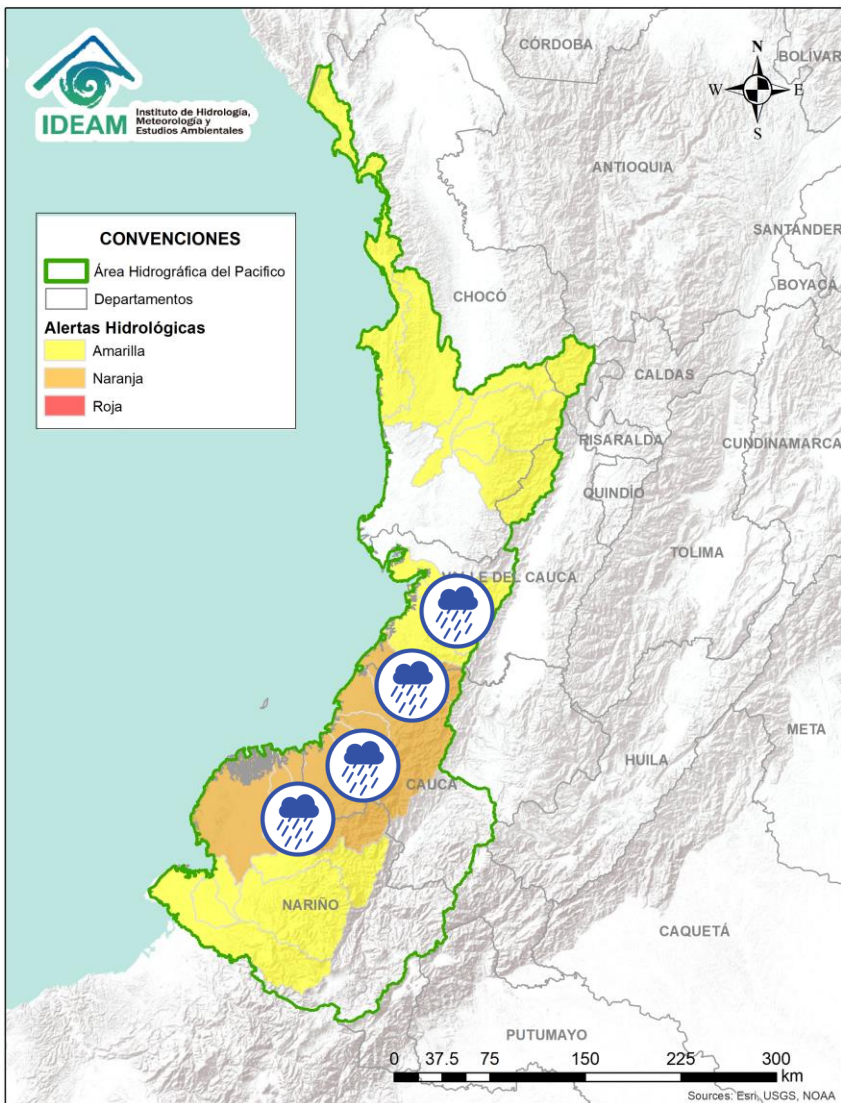 IDEAM
Instituto de Hidrología,
Meteorología y
Estudios Ambientales
N
W
E
S
CÓRDOBA
BOLÍVAR
ANTIOQUIA
SANTANDER
BOYACÁ
CHOCÓ
CALDAS
RISARALDA
CUNDINAMARCA
QUINDÍO
TOLIMA
VALLE DEL CAUCA
META
HUILA
CAUCA
NARIÑO
CAQUETÁ
PUTUMAYO
CONVENCIONES
Área Hidrográfica del Pacifico
Departamentos
Alertas Hidrológicas
Amarilla
Naranja
Roja
0 37.5 75 150 225 300
km
Sources: Esri, USGS, NOAA